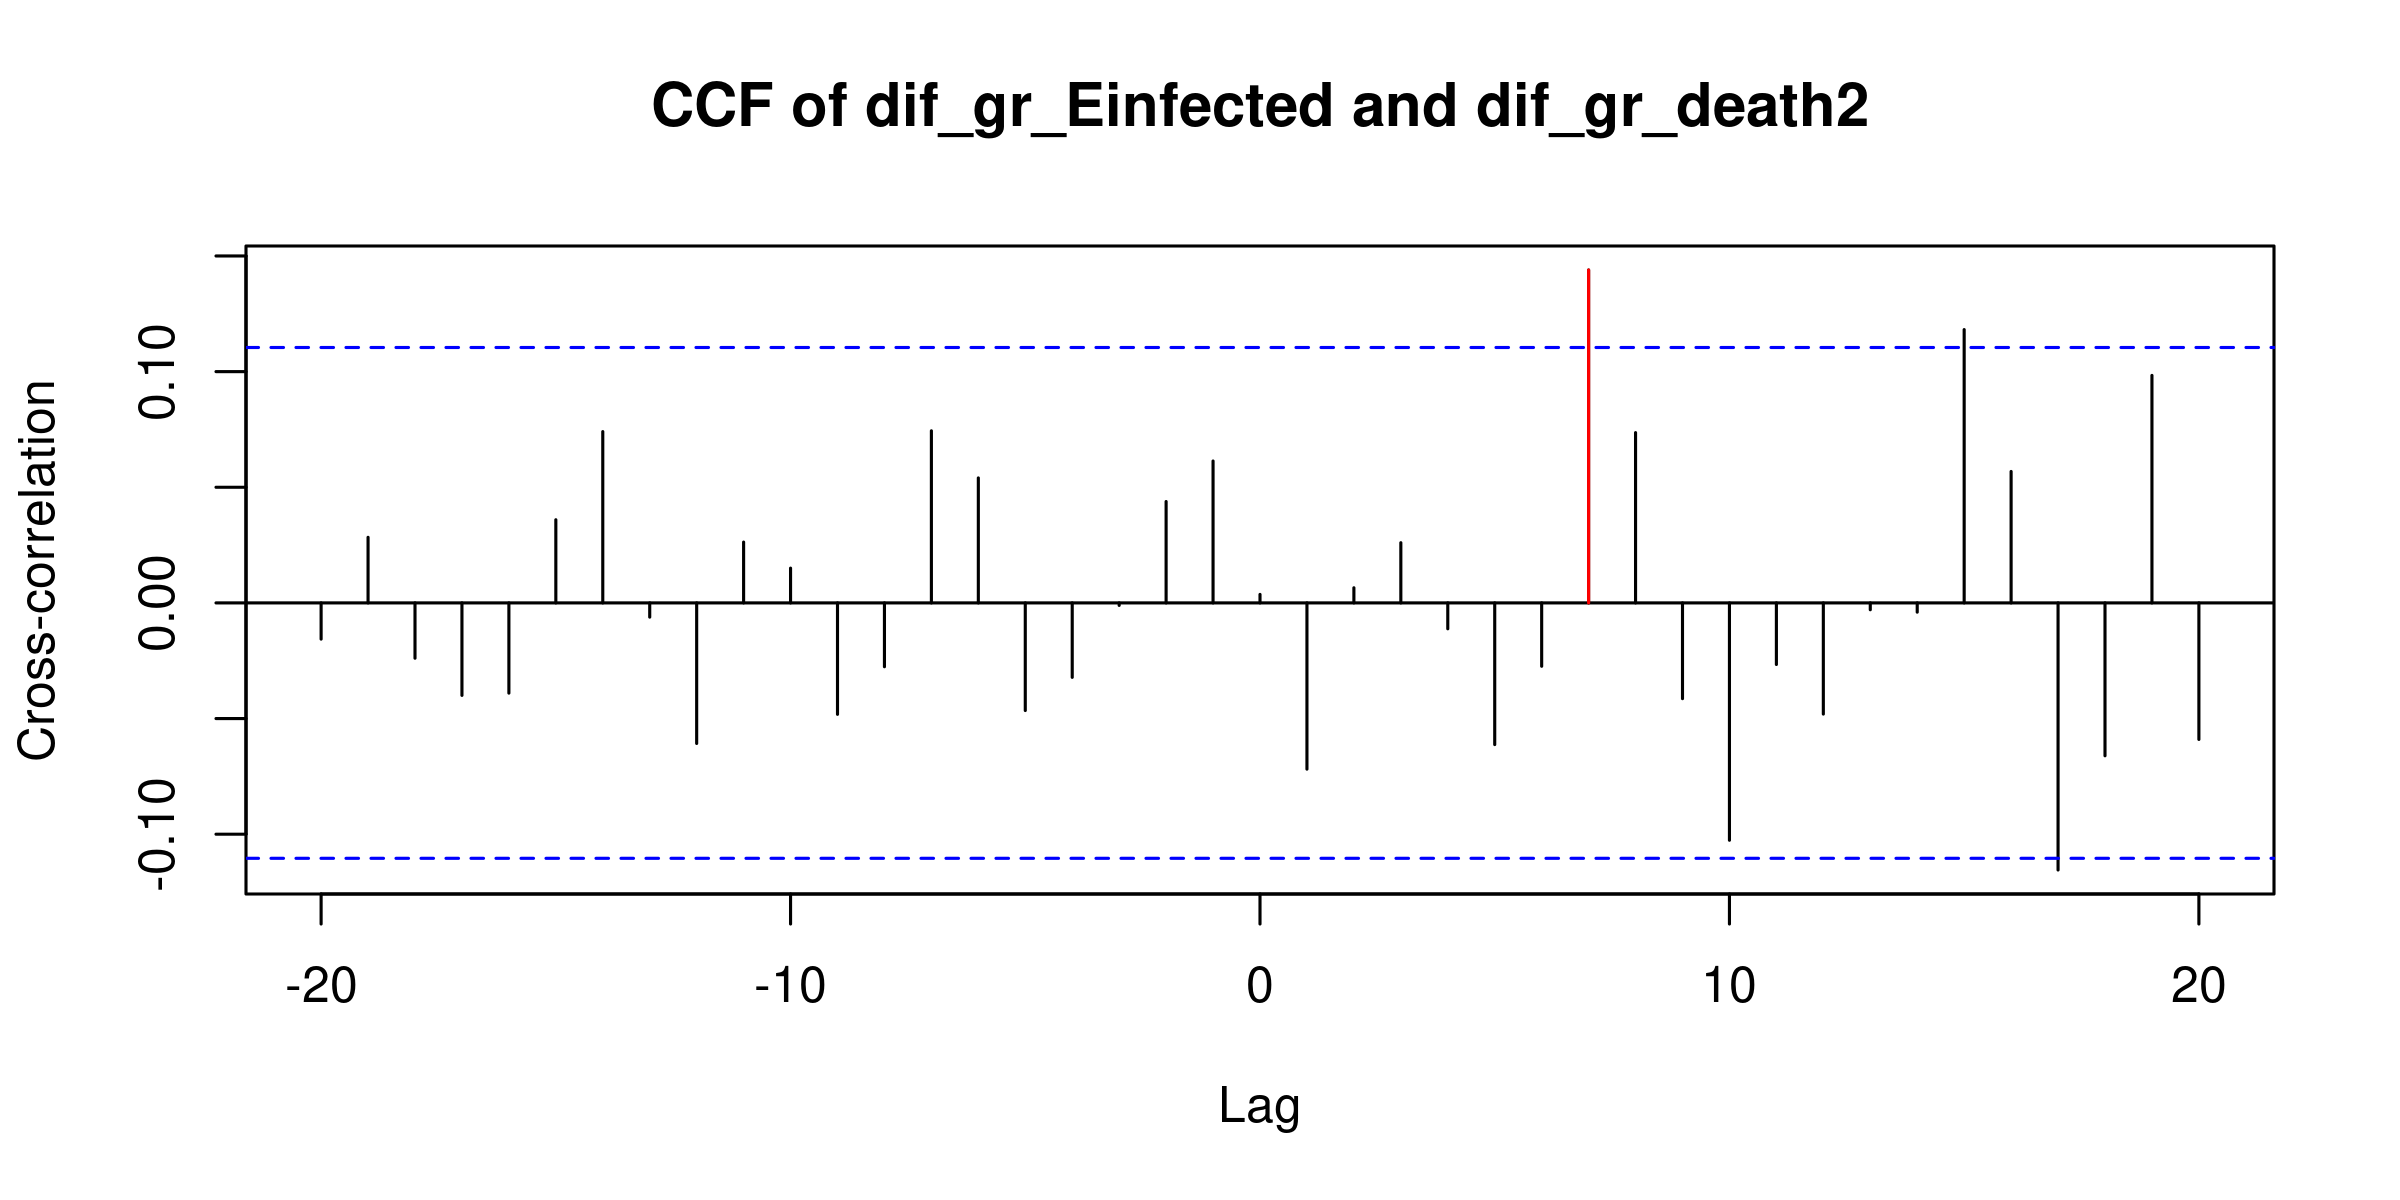 CCF of dif_gr_Einfected and dif_gr_death2
Cross-correlation
0.10
0.00
-0.10
-20 -10 0 10 20
Lag